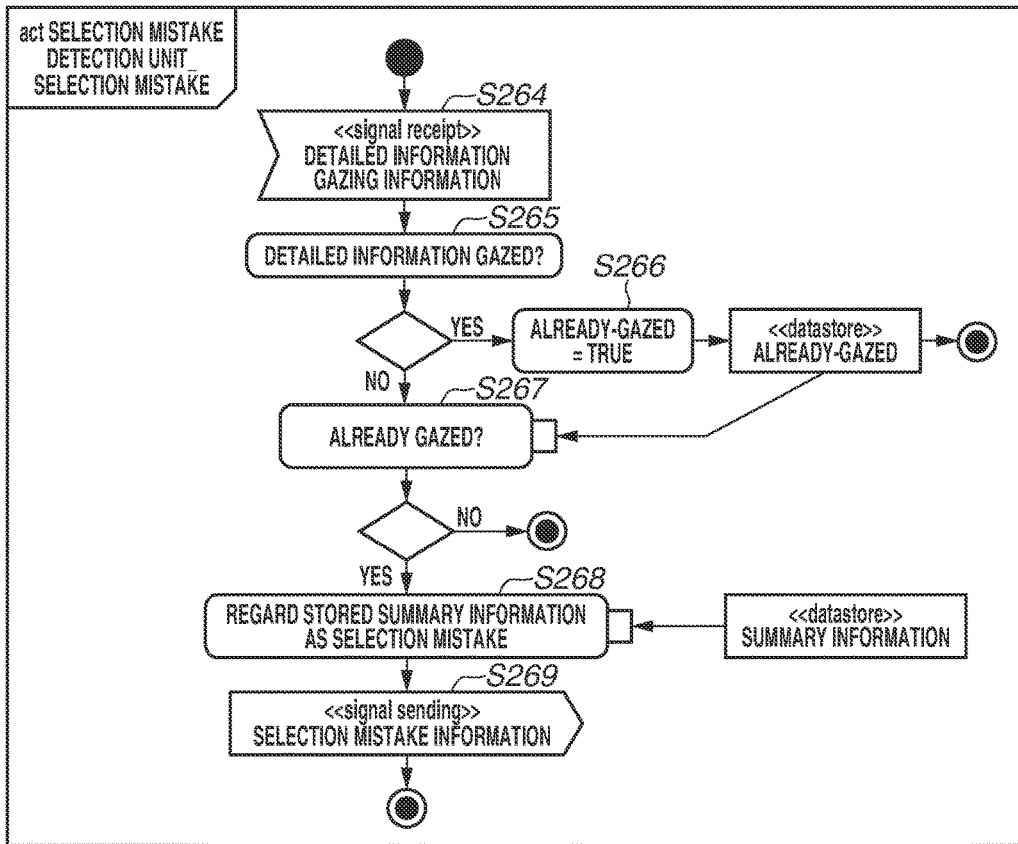 act SELECTION MISTAKE
DETECTION UNIT_
SELECTION MISTAKE
S264
<<signal receipt>>
DETAILED INFORMATION
GAZING INFORMATION
S265
DETAILED INFORMATION GAZED?
S266
YES
ALREADY-GAZED
= TRUE
<<datastore>>
ALREADY-GAZED
NO
S267
ALREADY GAZED?
NO
YES
S268
REGARD STORED SUMMARY INFORMATION
AS SELECTION MISTAKE
<<datastore>>
SUMMARY INFORMATION
S269
<<signal sending>>
SELECTION MISTAKE INFORMATION